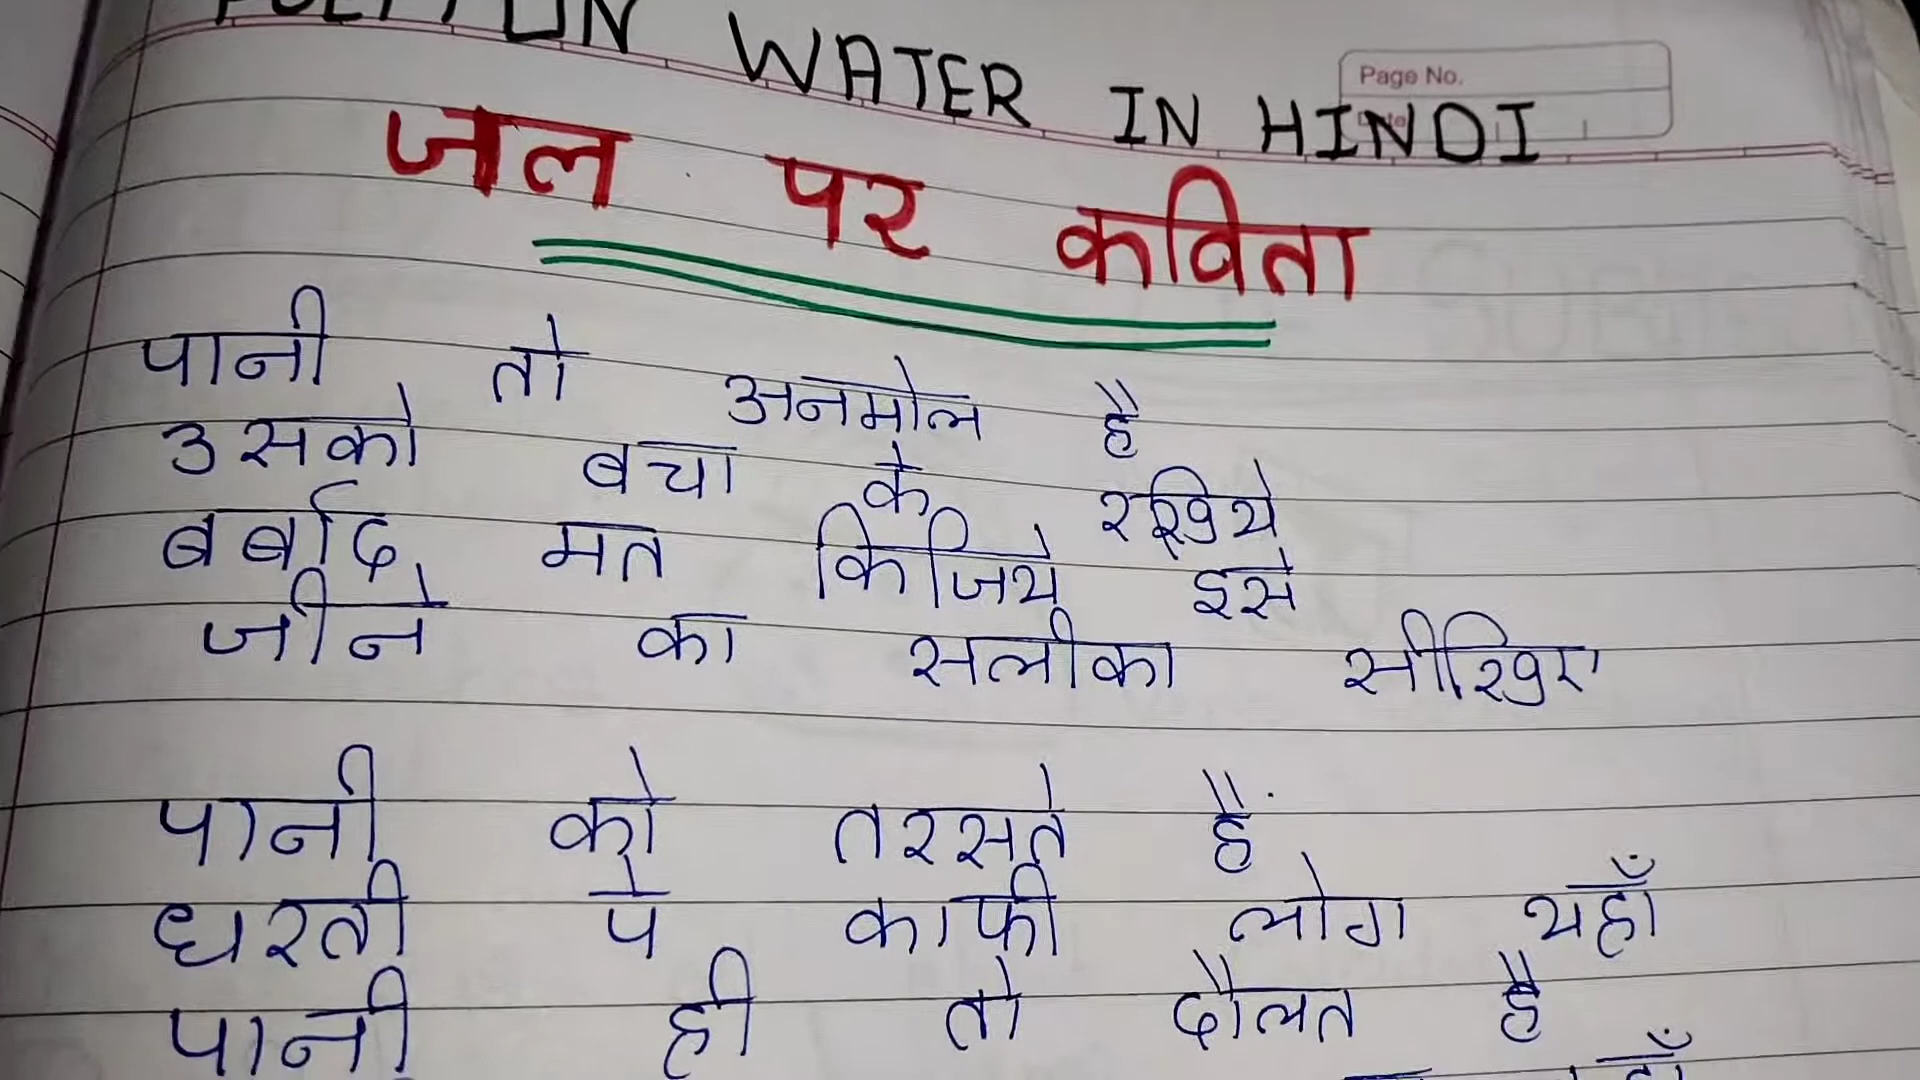 ON WATER IN HINDI
Page No.
जल पर कविता
पानी तो अनमोल है
उसको बचा के रखिये
बर्बाद मत किजिये इसे
जीने का सलीका सीखिए
पानी को तरसते हैं
धरती पे काफी लोग यहाँ
पानी ही तो दौलत है